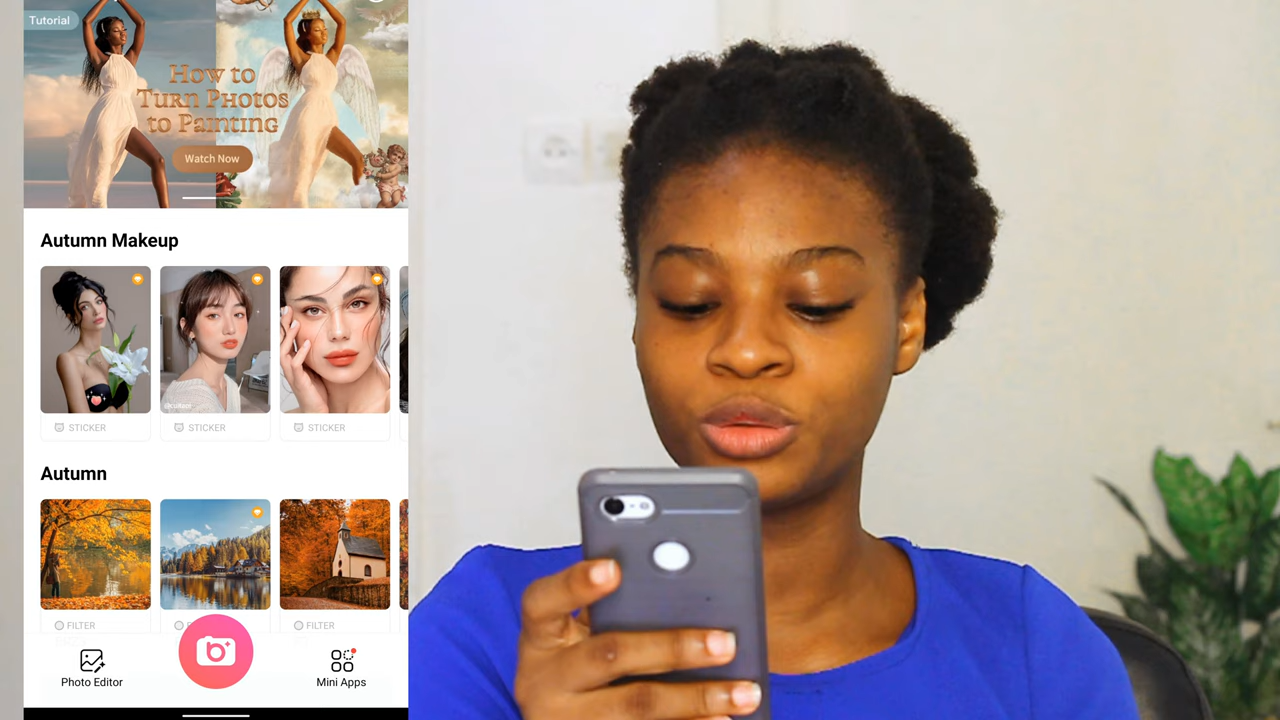 Tutorial
How to
Turn Photos
to Painting
Watch Now
Autumn Makeup
STICKER
STICKER
STICKER
Autumn
FILTER
FILTER
b
Photo Editor
Mini Apps